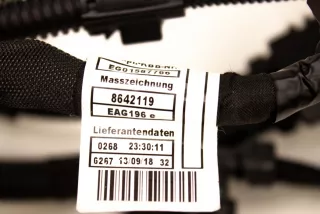 Masszeichnung
8642119
EAG196 e
Lieferantendaten
0268 23:30:11
G267 13/09/18 32